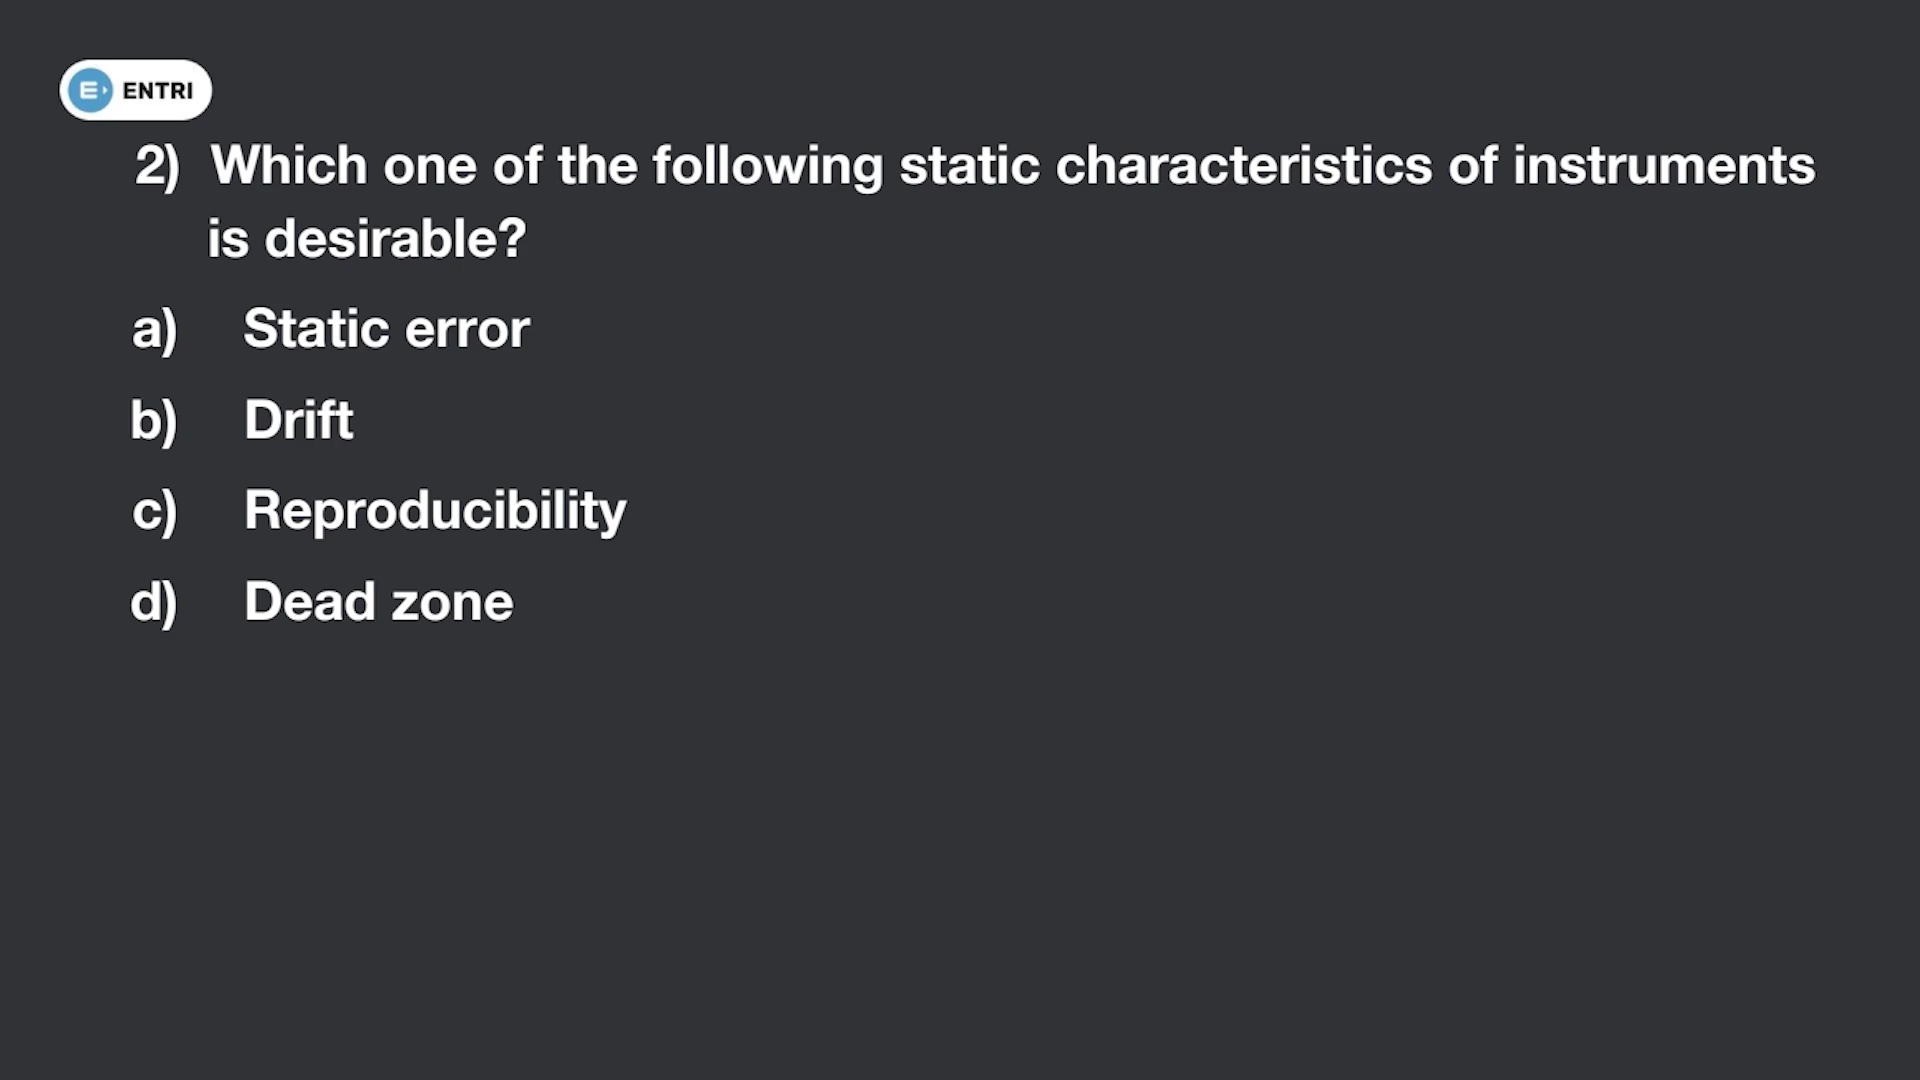 ENTRI
2) Which one of the following static characteristics of instruments
is desirable?
a) Static error
b) Drift
c) Reproducibility
d) Dead zone